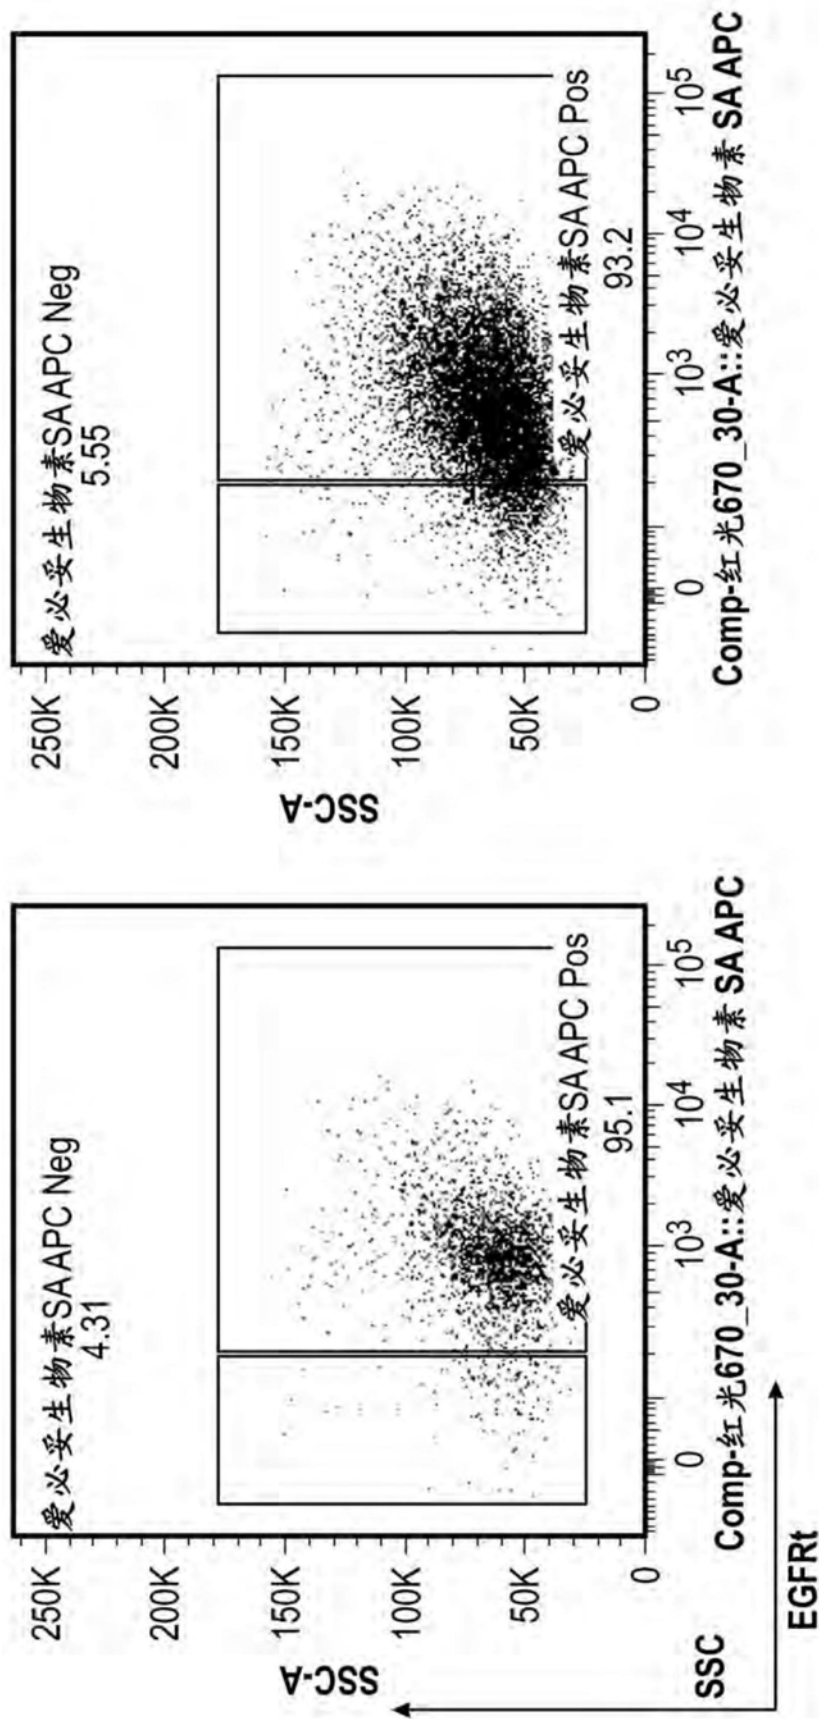 爱必妥生物素SA APC Neg
4.31
250K
200K
150K
100K
50K
0
SSC-A
爱必妥生物素SA APC Pos
95.1
0
10³
10⁴
10⁵
Comp-红光670_30-A::爱必妥生物素 SA APC
SSC
EGFRt
爱必妥生物素SA APC Neg
5.55
250K
200K
150K
100K
50K
0
SSC-A
爱必妥生物素SA APC Pos
93.2
0
10³
10⁴
10⁵
Comp-红光670_30-A::爱必妥生物素 SA APC